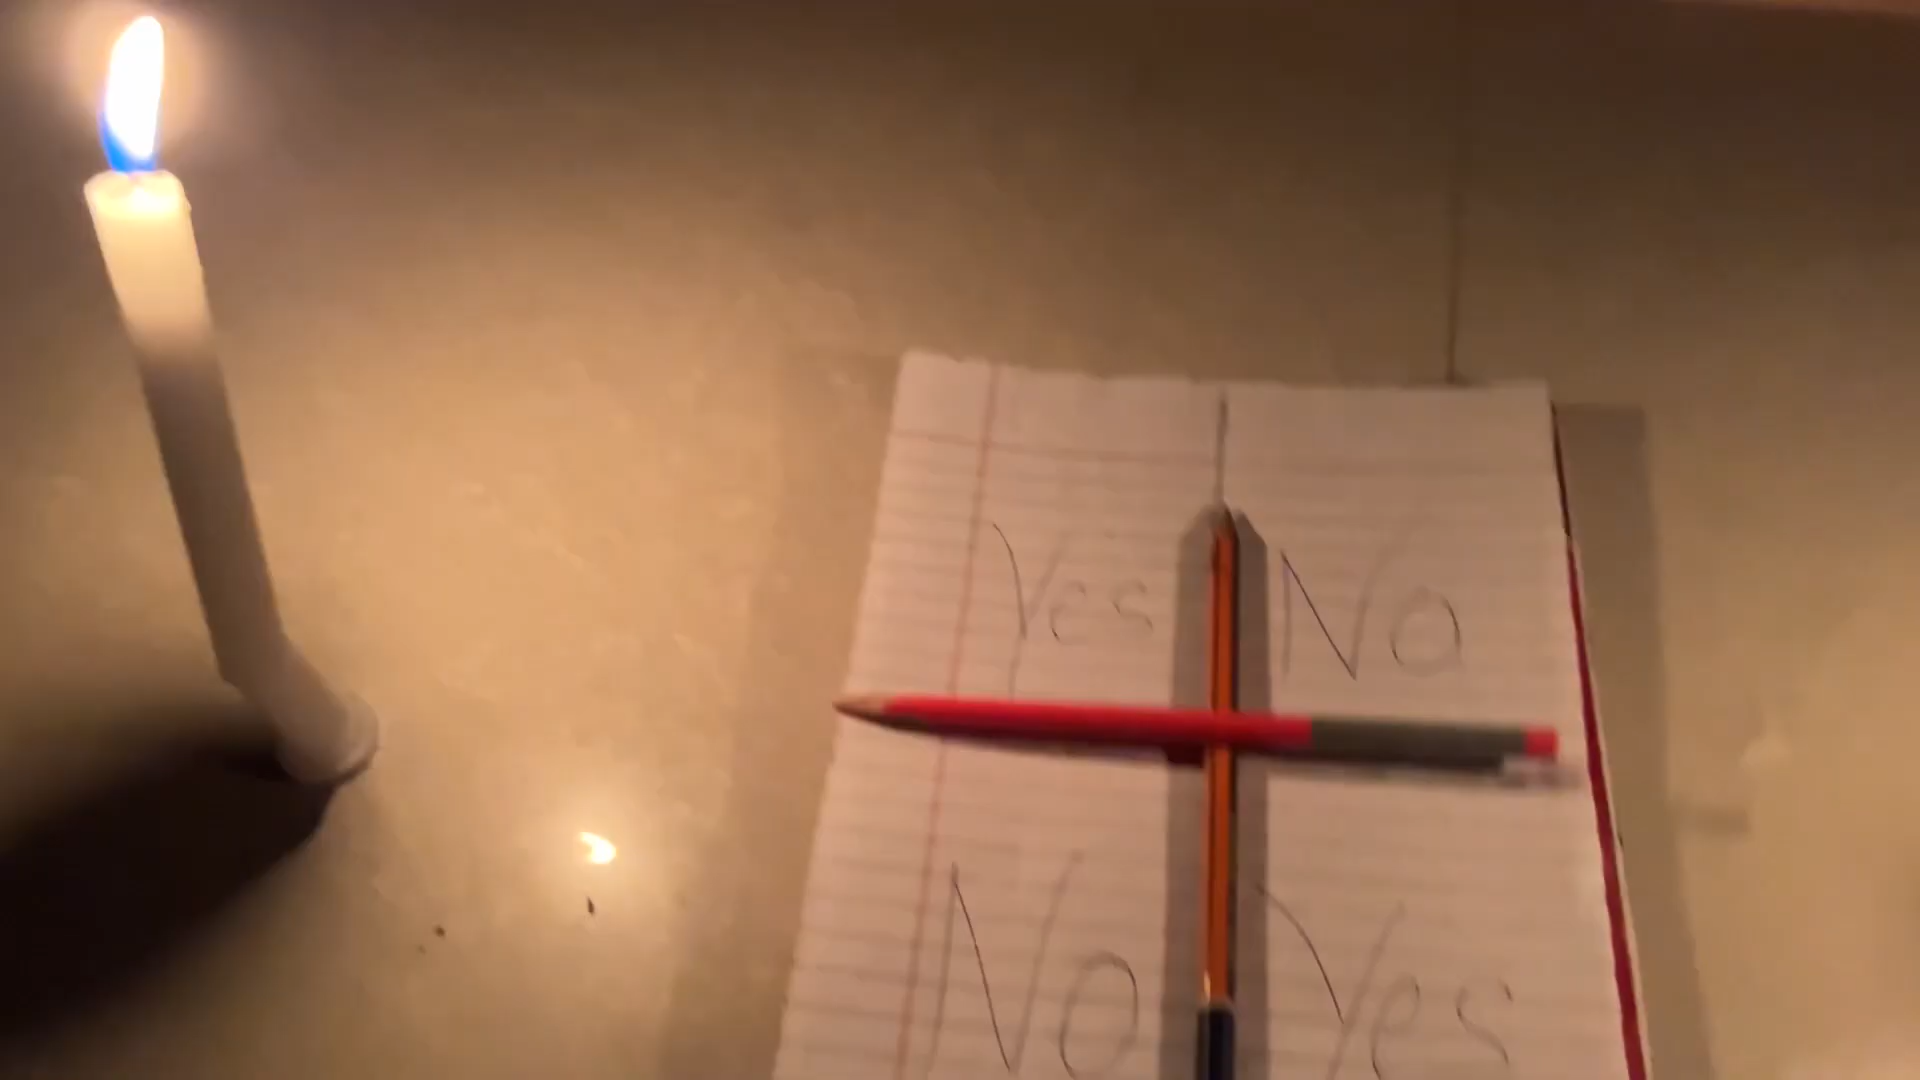 Yes No
No Yes